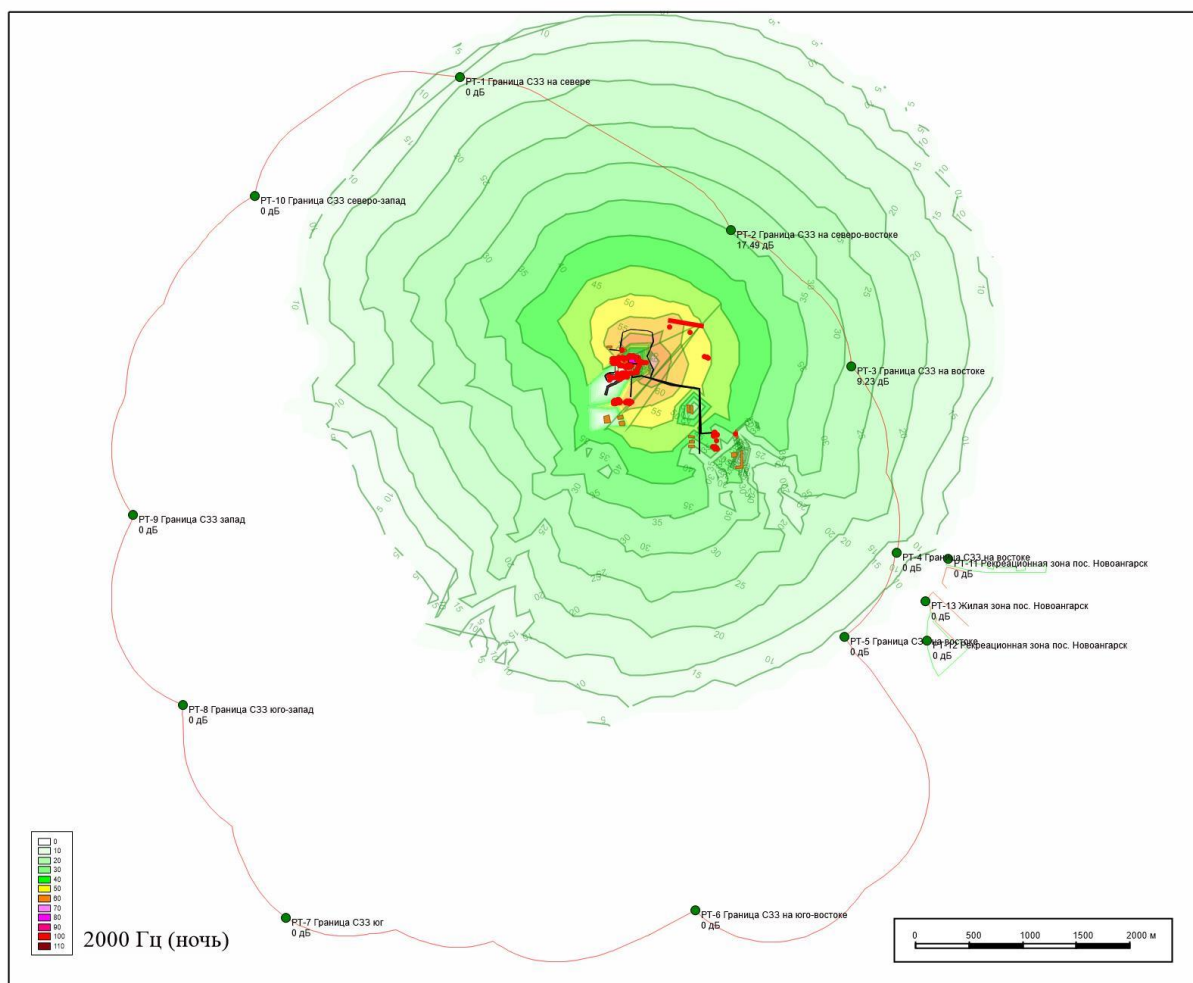 РТ-1 Граница СЗЗ на севере
0 дБ
РТ-10 Граница СЗЗ северо-запад
0 дБ
РТ-2 Граница СЗЗ на северо-востоке
17.49 дБ
РТ-3 Граница СЗЗ на востоке
9.23 дБ
РТ-9 Граница СЗЗ запад
0 дБ
РТ-4 Граница СЗЗ на востоке
0 дБ
РТ-11 Рекреационная зона пос. Новоангарск
0 дБ
РТ-13 Жилая зона пос. Новоангарск
0 дБ
РТ-5 Граница СЗЗ на востоке
0 дБ
РТ-12 Рекреационная зона пос. Новоангарск
0 дБ
РТ-8 Граница СЗЗ юго-запад
0 дБ
РТ-7 Граница СЗЗ юг
0 дБ
РТ-6 Граница СЗЗ на юго-востоке
0 дБ
0
10
20
30
40
50
60
70
80
90
100
110
2000 Гц (ночь)
0 500 1000 1500 2000 м